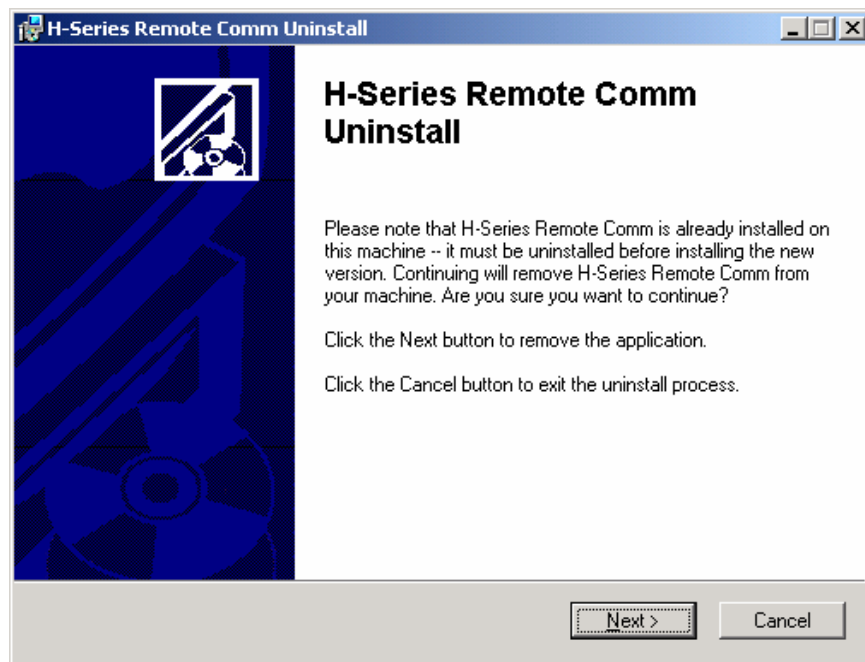 H-Series Remote Comm Uninstall
H-Series Remote Comm
Uninstall
Please note that H-Series Remote Comm is already installed on
this machine -- it must be uninstalled before installing the new
version. Continuing will remove H-Series Remote Comm from
your machine. Are you sure you want to continue?
Click the Next button to remove the application.
Click the Cancel button to exit the uninstall process.
Next >
Cancel